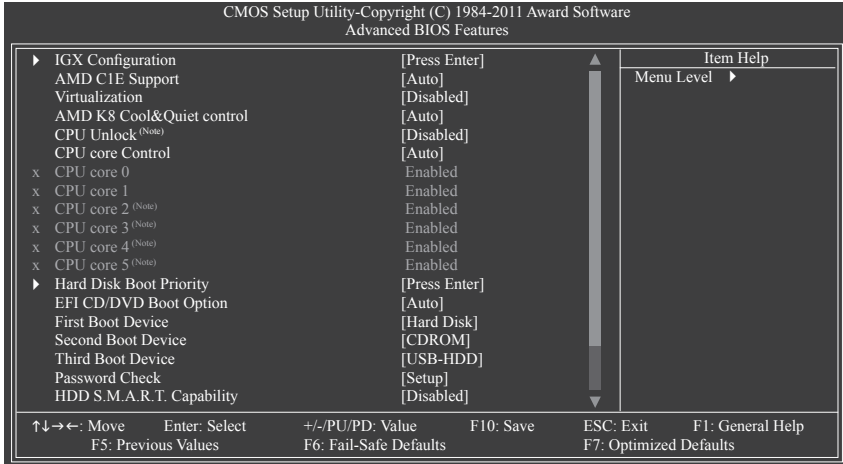 CMOS Setup Utility-Copyright (C) 1984-2011 Award Software
Advanced BIOS Features
IGX Configuration [Press Enter]
AMD C1E Support [Auto]
Virtualization [Disabled]
AMD K8 Cool&Quiet control [Auto]
CPU Unlock (Note) [Disabled]
CPU core Control [Auto]
x CPU core 0 Enabled
x CPU core 1 Enabled
x CPU core 2 (Note) Enabled
x CPU core 3 (Note) Enabled
x CPU core 4 (Note) Enabled
x CPU core 5 (Note) Enabled
Hard Disk Boot Priority [Press Enter]
EFI CD/DVD Boot Option [Auto]
First Boot Device [Hard Disk]
Second Boot Device [CDROM]
Third Boot Device [USB-HDD]
Password Check [Setup]
HDD S.M.A.R.T. Capability [Disabled]
Item Help
Menu Level
↑↓→←: Move Enter: Select +/-/PU/PD: Value F10: Save ESC: Exit F1: General Help
F5: Previous Values F6: Fail-Safe Defaults F7: Optimized Defaults